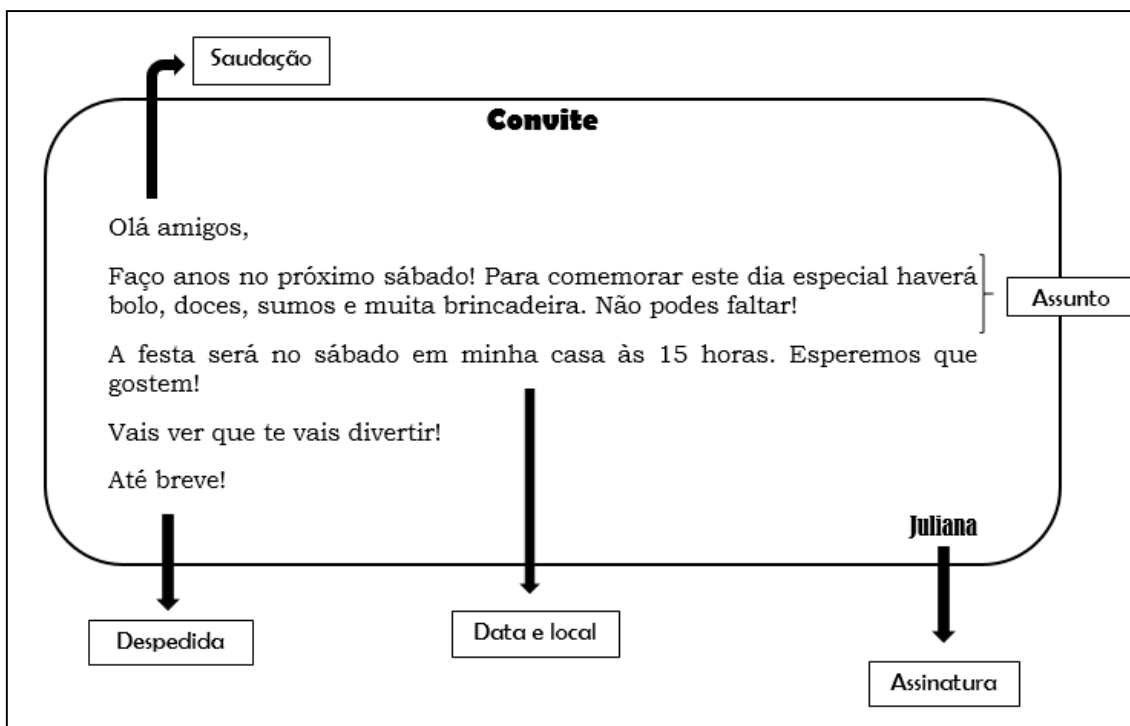 Saudação
Convite
Olá amigos,
Faço anos no próximo sábado! Para comemorar este dia especial haverá
bolo, doces, sumos e muita brincadeira. Não podes faltar!
Assunto
A festa será no sábado em minha casa às 15 horas. Esperemos que
gostem!
Vais ver que te vais divertir!
Até breve!
Juliana
Despedida
Data e local
Assinatura